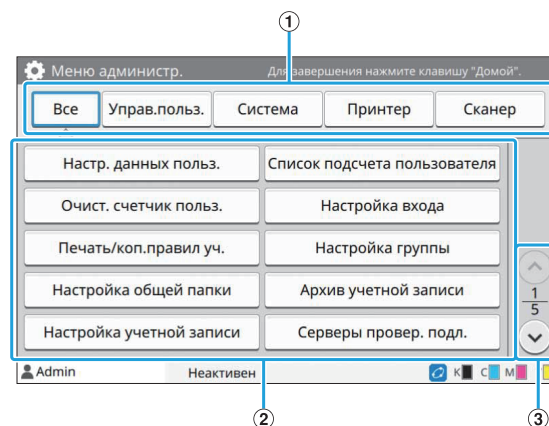 ①
Меню администр.
Для завершения нажмите клавишу "Домой".
Все Управ.польз. Система Принтер Сканер
Настр. данных польз. Список подсчета пользователя
Очист. счетчик польз. Настройка входа
Печать/коп.правил уч. Настройка группы
Настройка общей папки Архив учетной записи
1
5
Настройка учетной записи Серверы провер. подл.
Admin Неактивен K C M
② ③